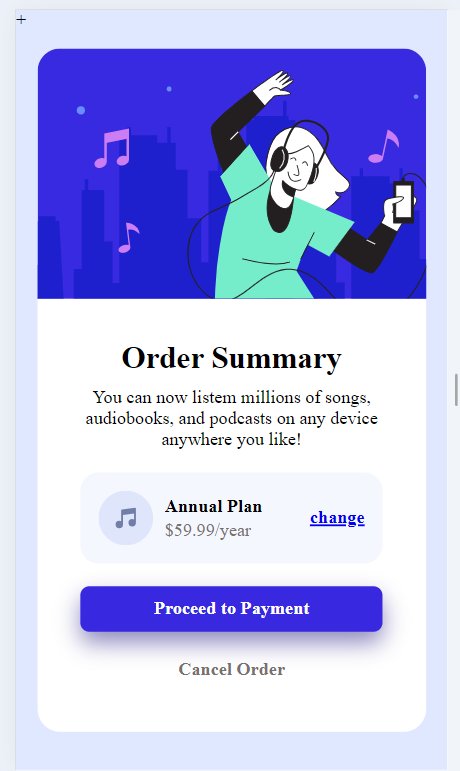 +
Order Summary
You can now listem millions of songs,
audiobooks, and podcasts on any device
anywhere you like!
Annual Plan
$59.99/year
change
Proceed to Payment
Cancel Order